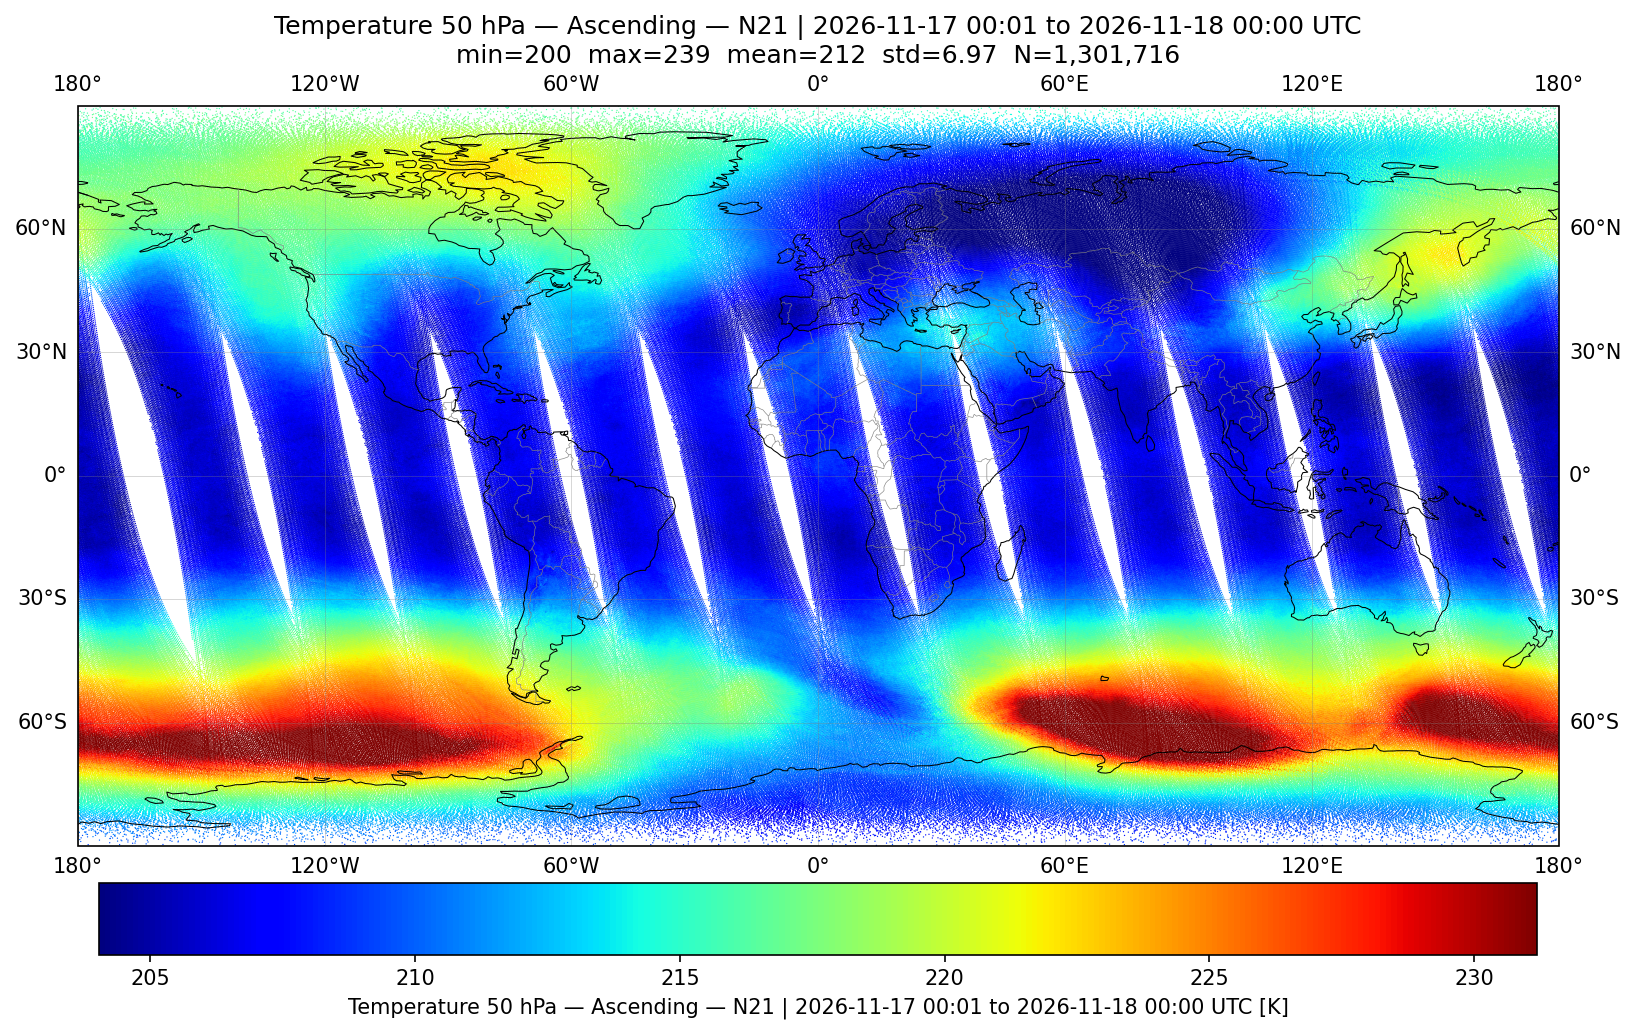 Temperature 50 hPa — Ascending — N21 | 2026-11-17 00:01 to 2026-11-18 00:00 UTC
min=200  max=239  mean=212  std=6.97  N=1,301,716
180° 120°W 60°W 0° 60°E 120°E 180°
60°N 60°N
30°N 30°N
0° 0°
30°S 30°S
60°S 60°S
180° 120°W 60°W 0° 60°E 120°E 180°
205 210 215 220 225 230
Temperature 50 hPa — Ascending — N21 | 2026-11-17 00:01 to 2026-11-18 00:00 UTC [K]